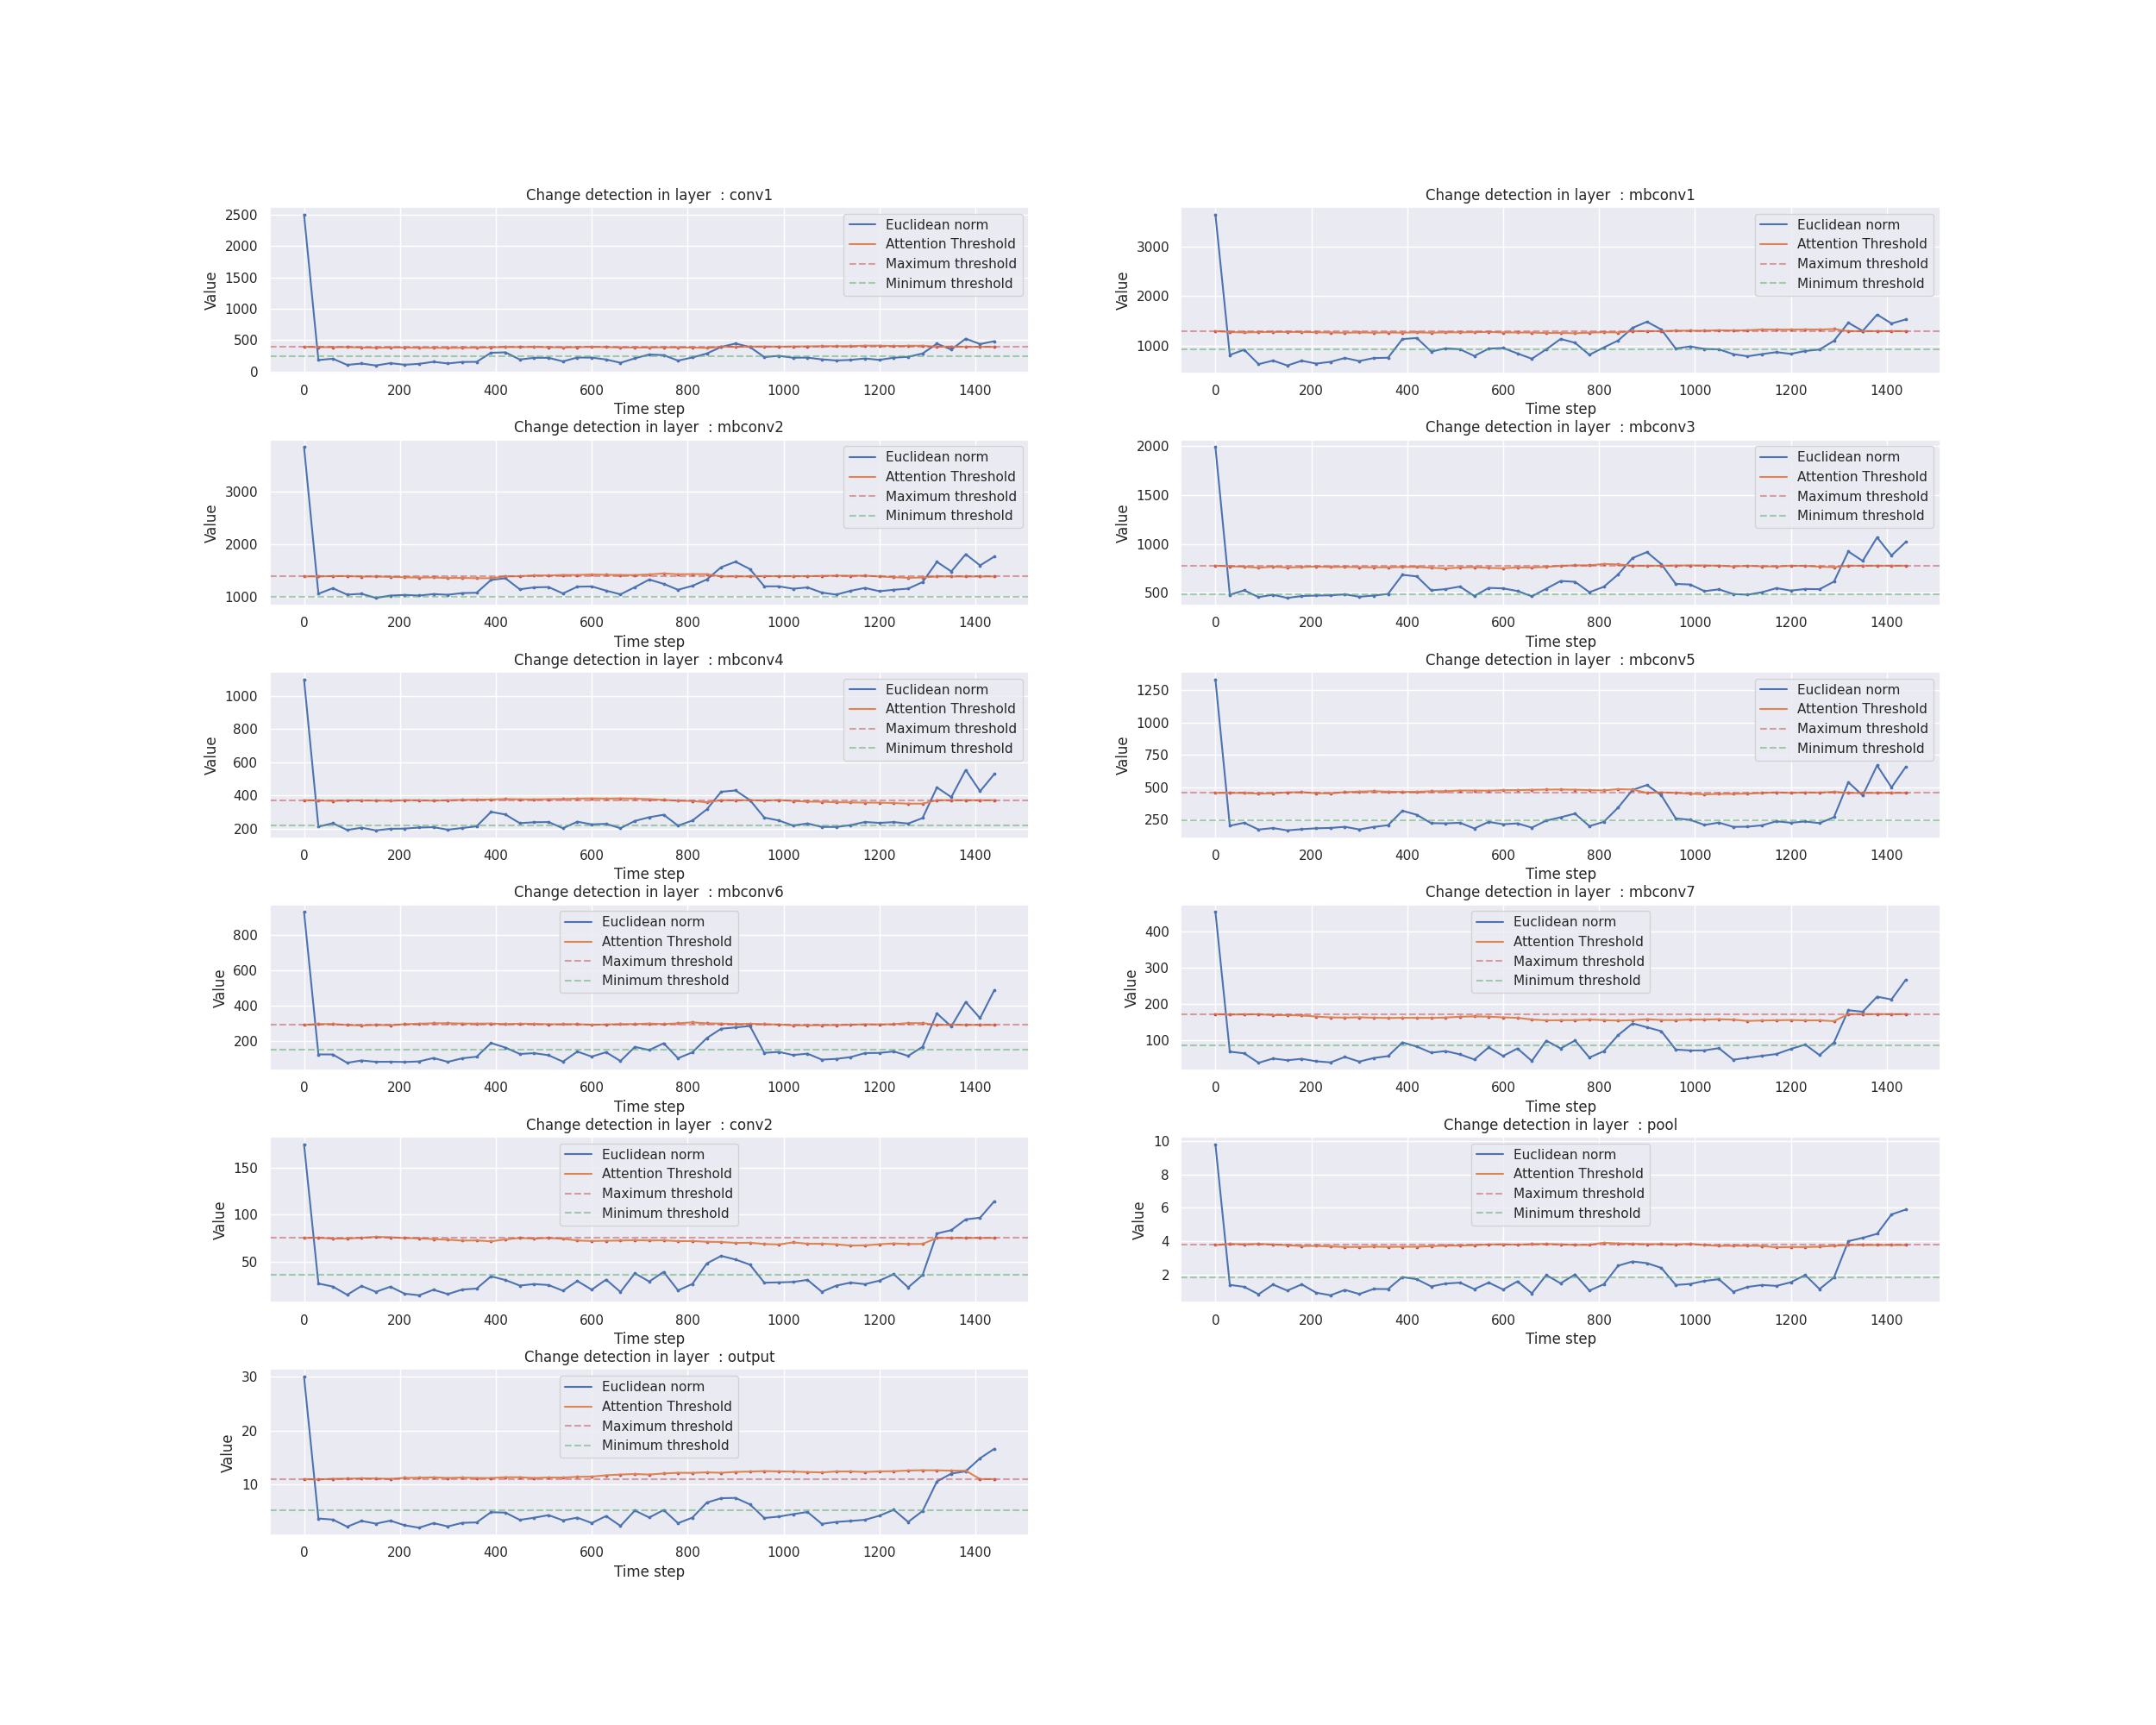 Change detection in layer : conv1
2500
2000
1500
1000
500
0
Value
Euclidean norm
Attention Threshold
Maximum threshold
Minimum threshold
0 200 400 600 800 1000 1200 1400
Time step
Change detection in layer : mbconv1
3000
2000
1000
Value
Euclidean norm
Attention Threshold
Maximum threshold
Minimum threshold
0 200 400 600 800 1000 1200 1400
Time step
Change detection in layer : mbconv2
3000
2000
1000
Value
Euclidean norm
Attention Threshold
Maximum threshold
Minimum threshold
0 200 400 600 800 1000 1200 1400
Time step
Change detection in layer : mbconv3
2000
1500
1000
500
Value
Euclidean norm
Attention Threshold
Maximum threshold
Minimum threshold
0 200 400 600 800 1000 1200 1400
Time step
Change detection in layer : mbconv4
1000
800
600
400
200
Value
Euclidean norm
Attention Threshold
Maximum threshold
Minimum threshold
0 200 400 600 800 1000 1200 1400
Time step
Change detection in layer : mbconv5
1250
1000
750
500
250
Value
Euclidean norm
Attention Threshold
Maximum threshold
Minimum threshold
0 200 400 600 800 1000 1200 1400
Time step
Change detection in layer : mbconv6
800
600
400
200
Value
Euclidean norm
Attention Threshold
Maximum threshold
Minimum threshold
0 200 400 600 800 1000 1200 1400
Time step
Change detection in layer : mbconv7
400
300
200
100
Value
Euclidean norm
Attention Threshold
Maximum threshold
Minimum threshold
0 200 400 600 800 1000 1200 1400
Time step
Change detection in layer : conv2
150
100
50
Value
Euclidean norm
Attention Threshold
Maximum threshold
Minimum threshold
0 200 400 600 800 1000 1200 1400
Time step
Change detection in layer : pool
10
8
6
4
2
Value
Euclidean norm
Attention Threshold
Maximum threshold
Minimum threshold
0 200 400 600 800 1000 1200 1400
Time step
Change detection in layer : output
30
20
10
Value
Euclidean norm
Attention Threshold
Maximum threshold
Minimum threshold
0 200 400 600 800 1000 1200 1400
Time step